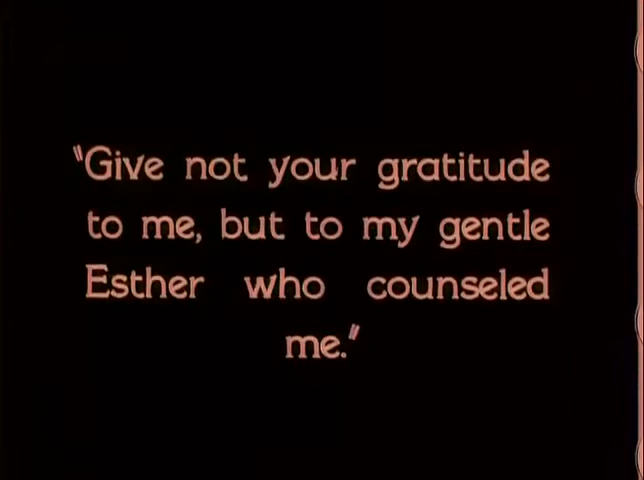 "Give not your gratitude
to me, but to my gentle
Esther who counseled
me."